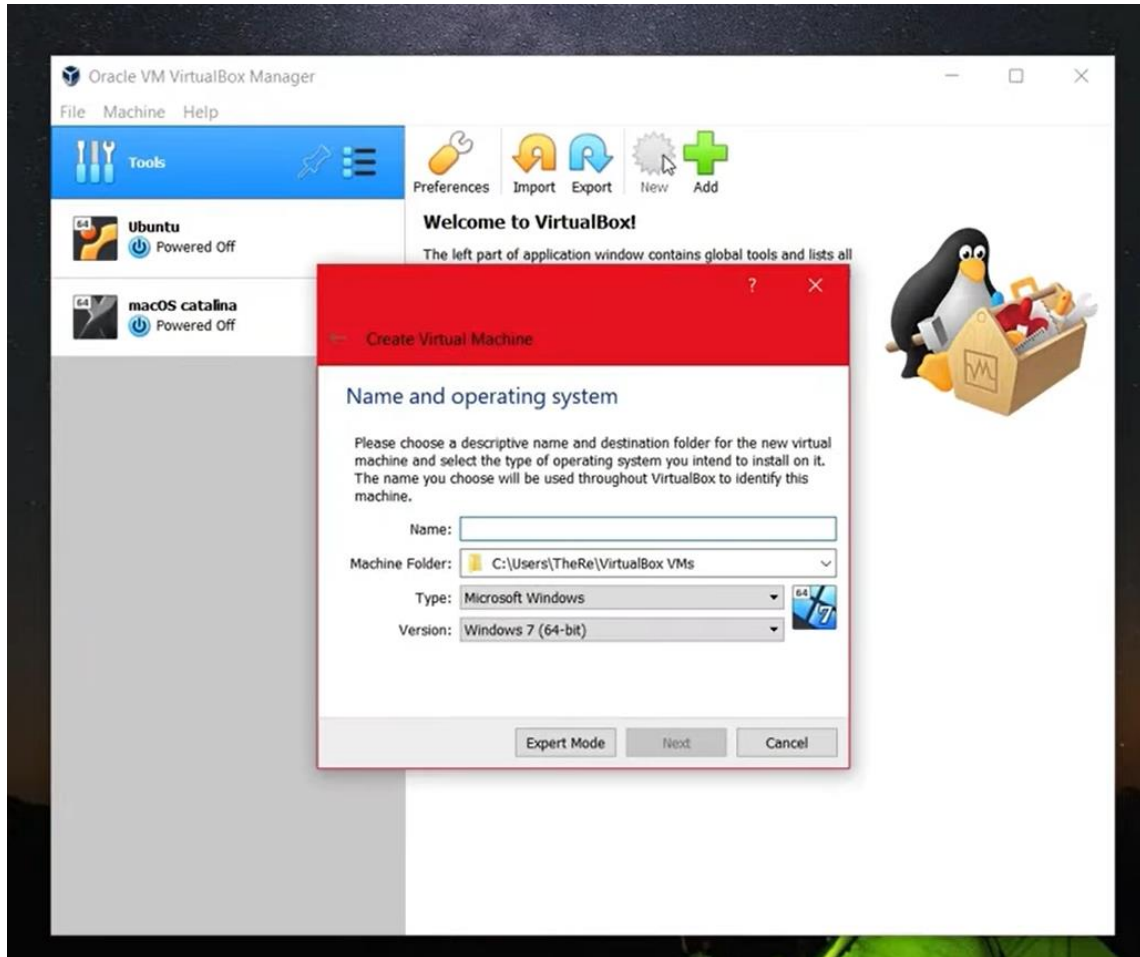 Oracle VM VirtualBox Manager
File Machine Help
Tools
Preferences Import Export New Add
64
Ubuntu
Powered Off
64
macOS catalina
Powered Off
Welcome to VirtualBox!
The left part of application window contains global tools and lists all
?
Create Virtual Machine
Name and operating system
Please choose a descriptive name and destination folder for the new virtual
machine and select the type of operating system you intend to install on it.
The name you choose will be used throughout VirtualBox to identify this
machine.
Name:
Machine Folder: C:\Users\TheRe\VirtualBox VMs
Type: Microsoft Windows
Version: Windows 7 (64-bit)
64
7
Expert Mode Next Cancel